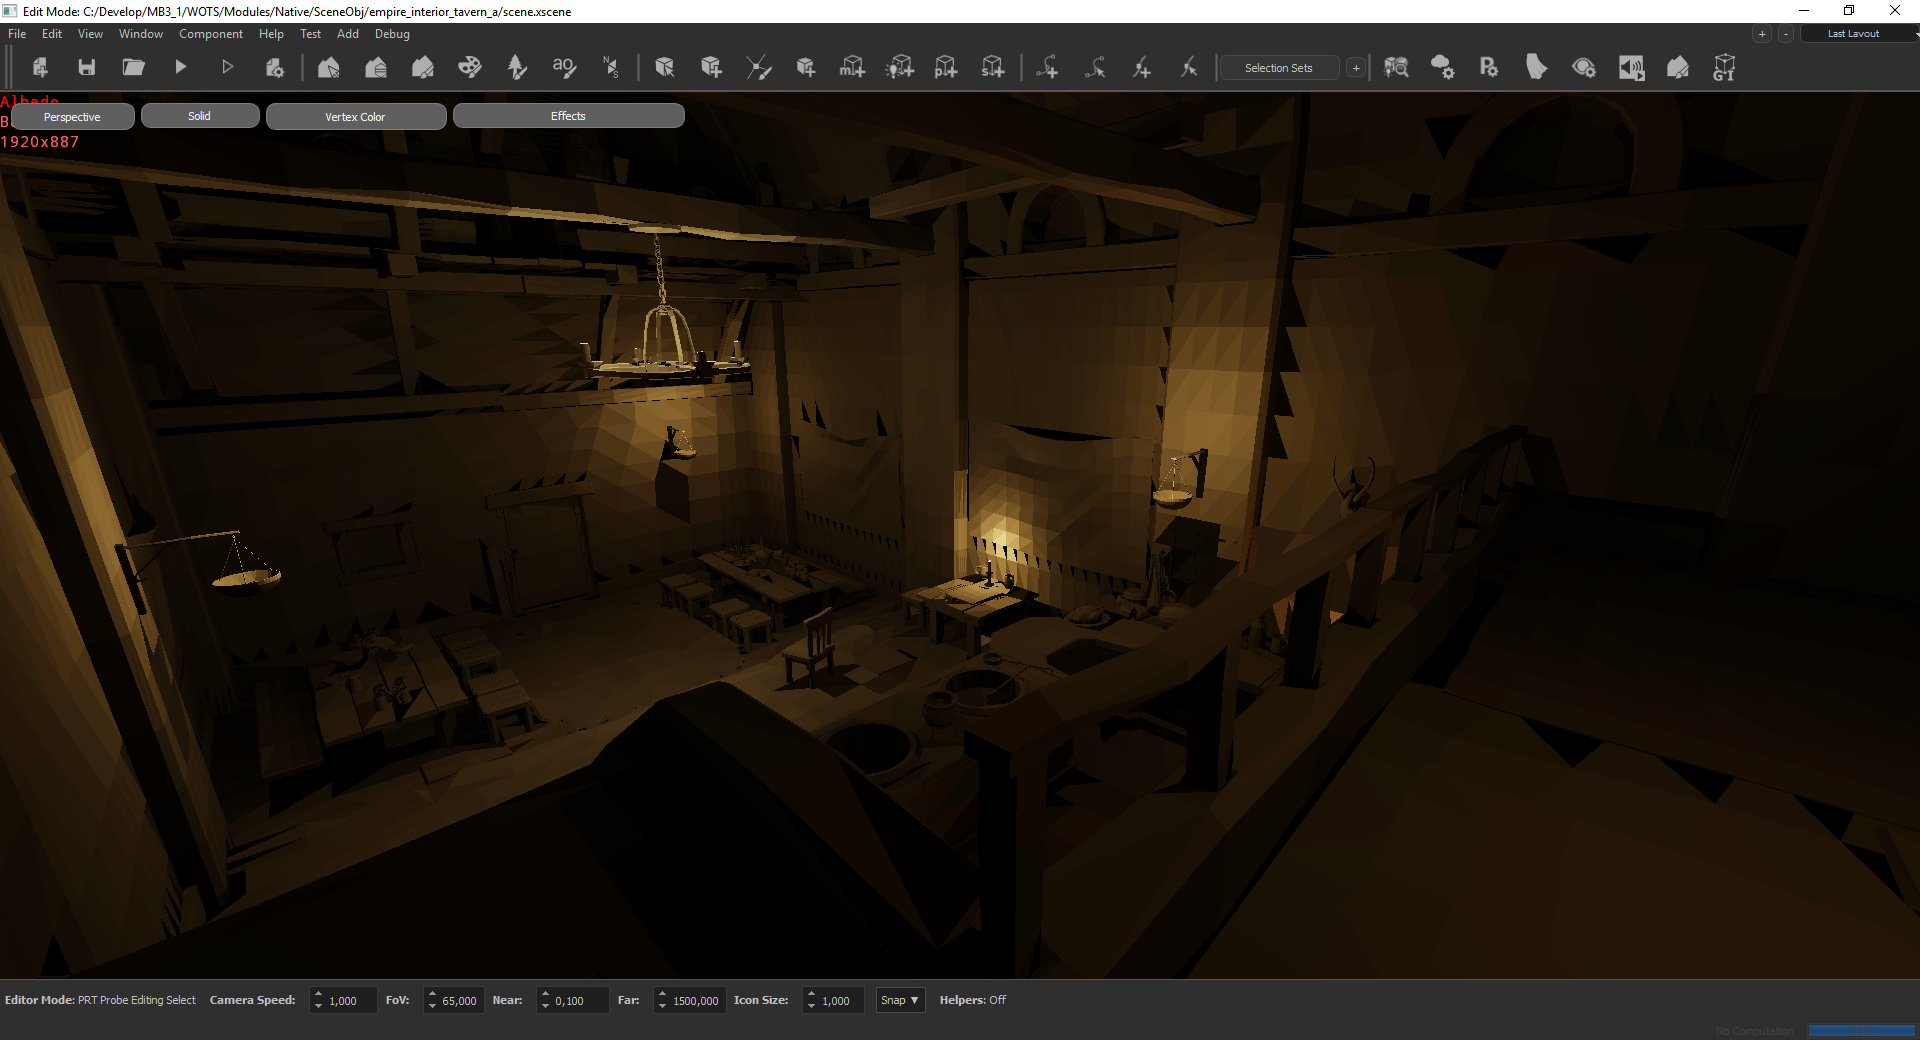 Edit Mode: C:/Develop/MB3_1/WOTS/Modules/Native/SceneObj/empire_interior_tavern_a/scene.xscene
File Edit View Window Component Help Test Add Debug
+ - Last Layout
ao N S m+ p+ s+ Selection Sets + P GI
Albedo
Perspective Solid Vertex Color Effects
1920x887
Editor Mode: PRT Probe Editing Select Camera Speed: 1,000 FoV: 65,000 Near: 0,100 Far: 1500,000 Icon Size: 1,000 Snap ▼ Helpers: Off
No Computation